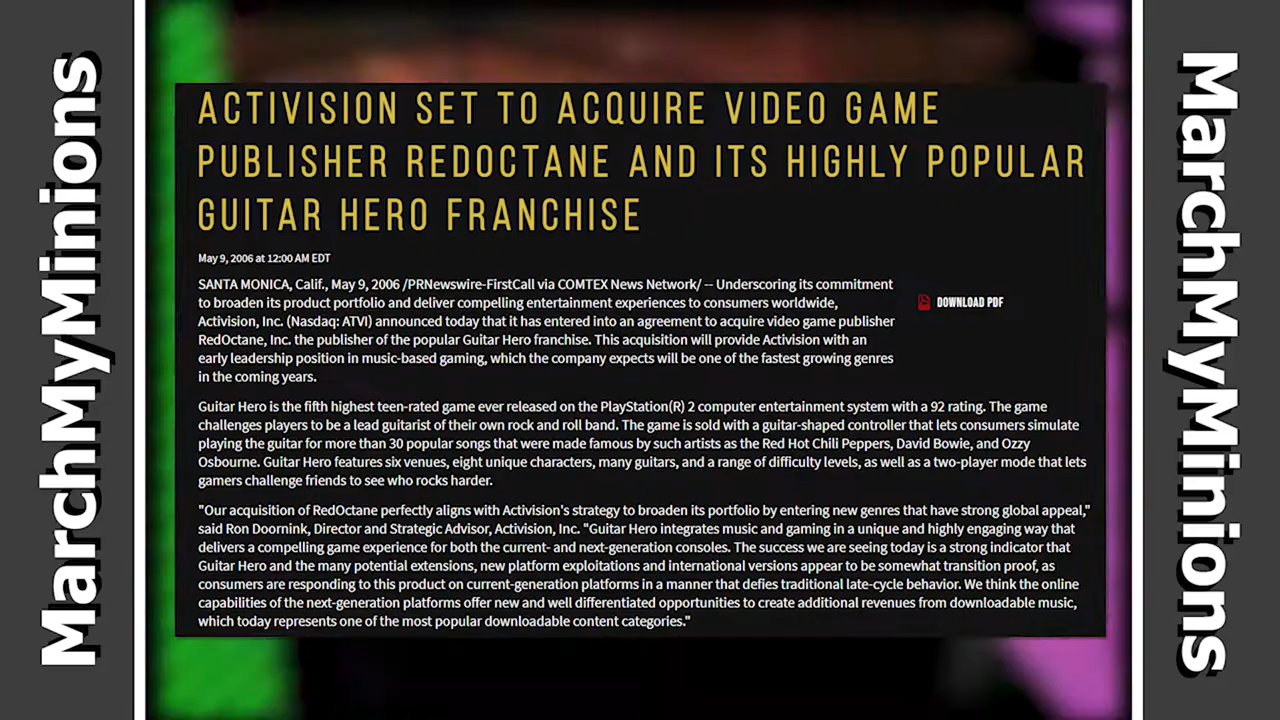 MarchMyMinions
ACTIVISION SET TO ACQUIRE VIDEO GAME
PUBLISHER REDOCTANE AND ITS HIGHLY POPULAR
GUITAR HERO FRANCHISE
May 9, 2006 at 12:00 AM EDT
SANTA MONICA, Calif., May 9, 2006 /PRNewswire-FirstCall via COMTEX News Network/ -- Underscoring its commitment
to broaden its product portfolio and deliver compelling entertainment experiences to consumers worldwide,
Activision, Inc. (Nasdaq: ATVI) announced today that it has entered into an agreement to acquire video game publisher
RedOctane, Inc. the publisher of the popular Guitar Hero franchise. This acquisition will provide Activision with an
early leadership position in music-based gaming, which the company expects will be one of the fastest growing genres
in the coming years.
DOWNLOAD PDF
Guitar Hero is the fifth highest teen-rated game ever released on the PlayStation(R) 2 computer entertainment system with a 92 rating. The game
challenges players to be a lead guitarist of their own rock and roll band. The game is sold with a guitar-shaped controller that lets consumers simulate
playing the guitar for more than 30 popular songs that were made famous by such artists as the Red Hot Chili Peppers, David Bowie, and Ozzy
Osbourne. Guitar Hero features six venues, eight unique characters, many guitars, and a range of difficulty levels, as well as a two-player mode that lets
gamers challenge friends to see who rocks harder.
"Our acquisition of RedOctane perfectly aligns with Activision's strategy to broaden its portfolio by entering new genres that have strong global appeal,"
said Ron Doornink, Director and Strategic Advisor, Activision, Inc. "Guitar Hero integrates music and gaming in a unique and highly engaging way that
delivers a compelling game experience for both the current- and next-generation consoles. The success we are seeing today is a strong indicator that
Guitar Hero and the many potential extensions, new platform exploitations and international versions appear to be somewhat transition proof, as
consumers are responding to this product on current-generation platforms in a manner that defies traditional late-cycle behavior. We think the online
capabilities of the next-generation platforms offer new and well differentiated opportunities to create additional revenues from downloadable music,
which today represents one of the most popular downloadable content categories."
MarchMyMinions